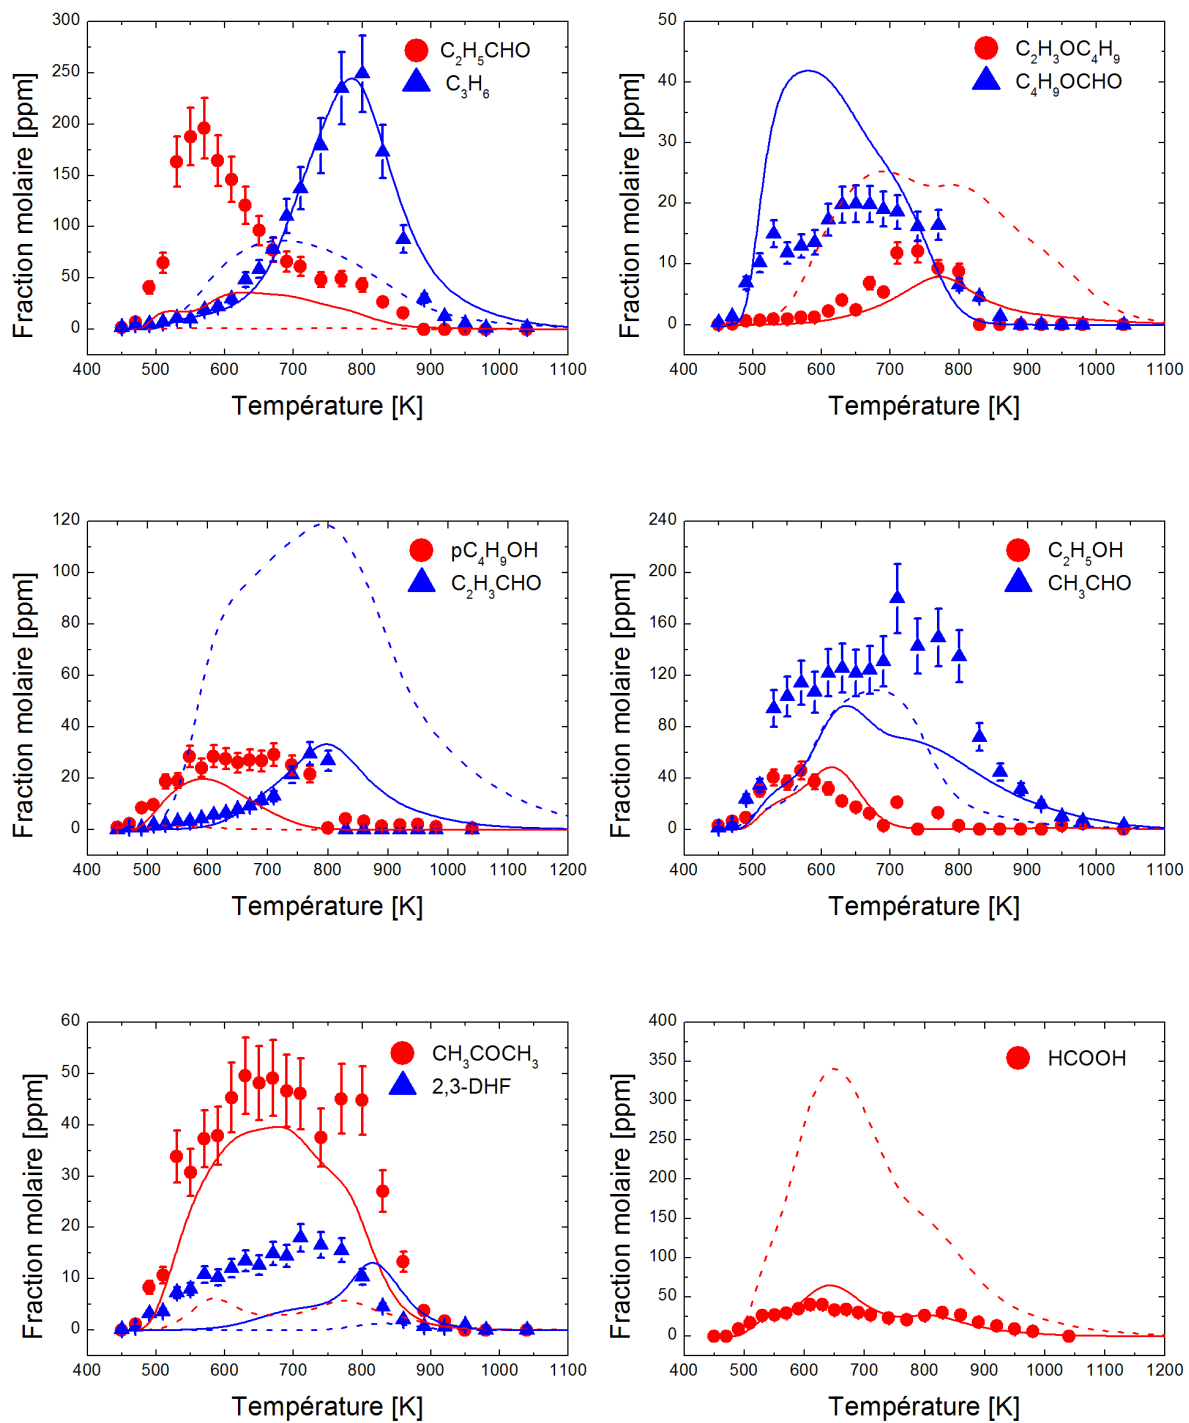 300
250
200
150
100
50
0
Fraction molaire [ppm]
C₂H₅CHO
C₃H₆
400 500 600 700 800 900 1000 1100
Température [K]
50
40
30
20
10
0
Fraction molaire [ppm]
C₂H₃OC₄H₉
C₄H₉OCHO
400 500 600 700 800 900 1000 1100
Température [K]
120
100
80
60
40
20
0
Fraction molaire [ppm]
pC₄H₉OH
C₂H₃CHO
400 500 600 700 800 900 1000 1100 1200
Température [K]
240
200
160
120
80
40
0
Fraction molaire [ppm]
C₂H₅OH
CH₃CHO
400 500 600 700 800 900 1000 1100
Température [K]
60
50
40
30
20
10
0
Fraction molaire [ppm]
CH₃COCH₃
2,3-DHF
400 500 600 700 800 900 1000 1100
Température [K]
400
350
300
250
200
150
100
50
0
Fraction molaire [ppm]
HCOOH
400 500 600 700 800 900 1000 1100 1200
Température [K]